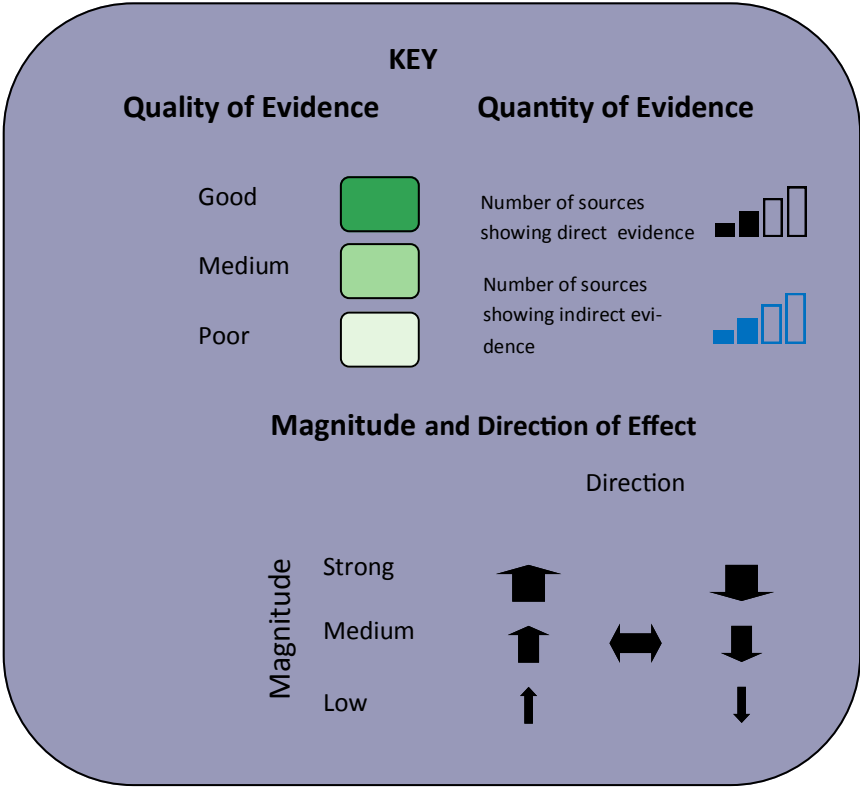 KEY
Quality of Evidence
Quantity of Evidence
Good
Medium
Poor
Number of sources
showing direct evidence
Number of sources
showing indirect evi-
dence
Magnitude and Direction of Effect
Direction
Magnitude
Strong
Medium
Low